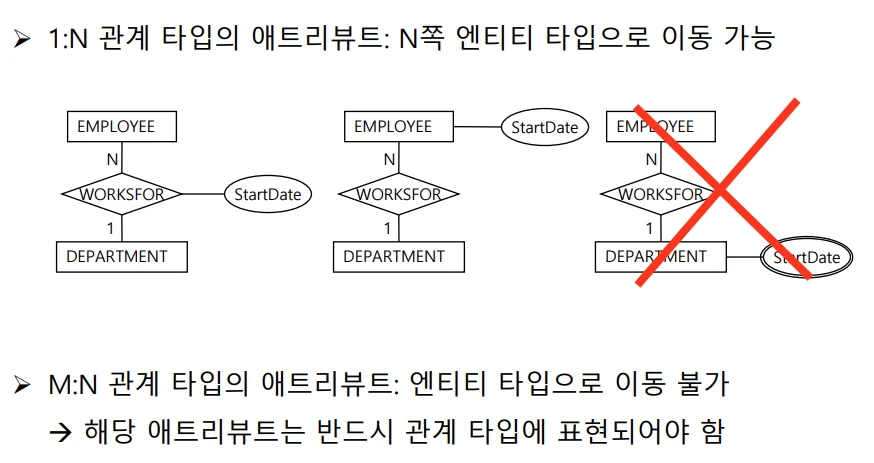 ➢ 1:N 관계 타입의 애트리뷰트: N쪽 엔티티 타입으로 이동 가능
EMPLOYEE
N
WORKSFOR
StartDate
1
DEPARTMENT
EMPLOYEE
StartDate
N
WORKSFOR
1
DEPARTMENT
EMPLOYEE
N
WORKSFOR
1
DEPARTMENT
StartDate
➢ M:N 관계 타입의 애트리뷰트: 엔티티 타입으로 이동 불가
→ 해당 애트리뷰트는 반드시 관계 타입에 표현되어야 함